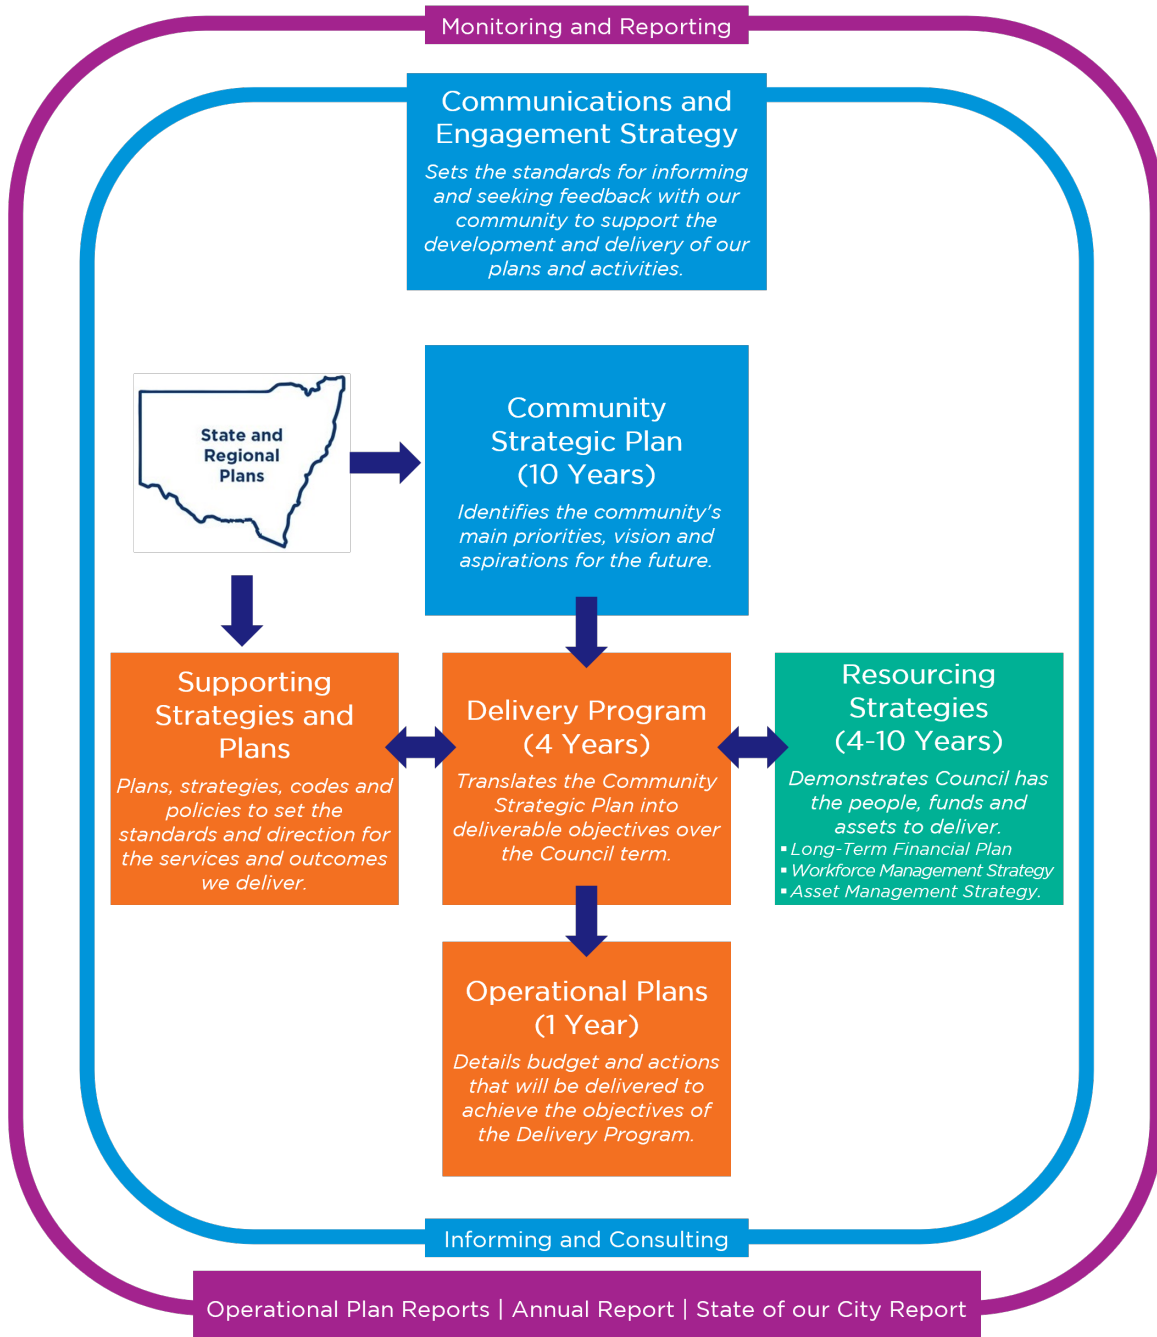 Monitoring and Reporting
Communications and
Engagement Strategy
Sets the standards for informing
and seeking feedback with our
community to support the
development and delivery of our
plans and activities.
State and
Regional
Plans
Community
Strategic Plan
(10 Years)
Identifies the community's
main priorities, vision and
aspirations for the future.
Supporting
Strategies and
Plans
Plans, strategies, codes and
policies to set the
standards and direction for
the services and outcomes
we deliver.
Delivery Program
(4 Years)
Translates the Community
Strategic Plan into
deliverable objectives over
the Council term.
Resourcing
Strategies
(4-10 Years)
Demonstrates Council has
the people, funds and
assets to deliver.
▪ Long-Term Financial Plan
▪ Workforce Management Strategy
▪ Asset Management Strategy.
Operational Plans
(1 Year)
Details budget and actions
that will be delivered to
achieve the objectives of
the Delivery Program.
Informing and Consulting
Operational Plan Reports | Annual Report | State of our City Report